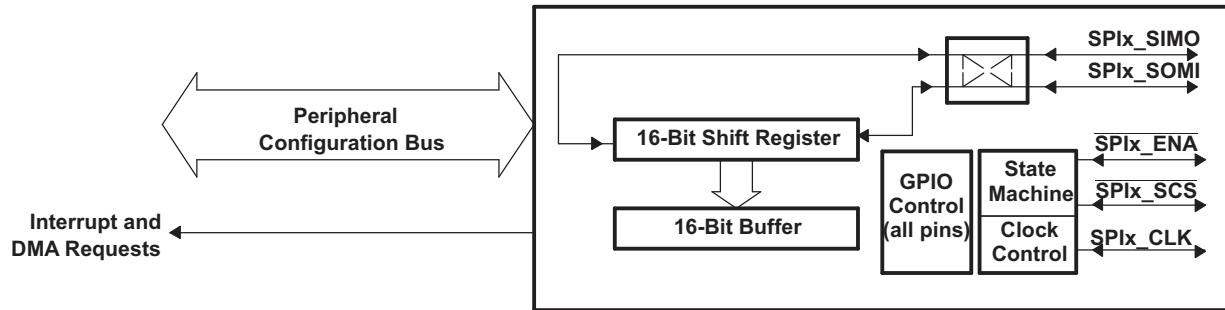 SPIx_SIMO
SPIx_SOMI
Peripheral
Configuration Bus
16-Bit Shift Register
16-Bit Buffer
GPIO
Control
(all pins)
State
Machine
Clock
Control
SPIx_ENA
SPIx_SCS
SPIx_CLK
Interrupt and
DMA Requests